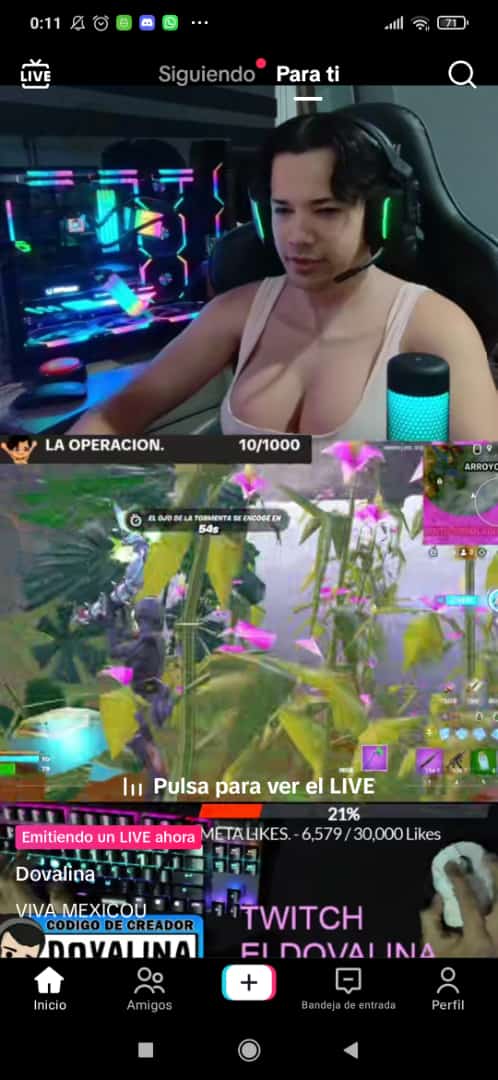 0:11
71
LIVE
Siguiendo
Para ti
LA OPERACION.
10/1000
ARROYO
EL OJO DE LA TORMENTA SE ENCOGE EN
54s
Pulsa para ver el LIVE
21%
META LIKES. - 6,579 / 30,000 Likes
Emitiendo un LIVE ahora
Dovalina
VIVA MEXICOU
CODIGO DE CREADOR
DOVALINA
TWITCH
ELDOVALINA
Inicio
Amigos
Bandeja de entrada
Perfil